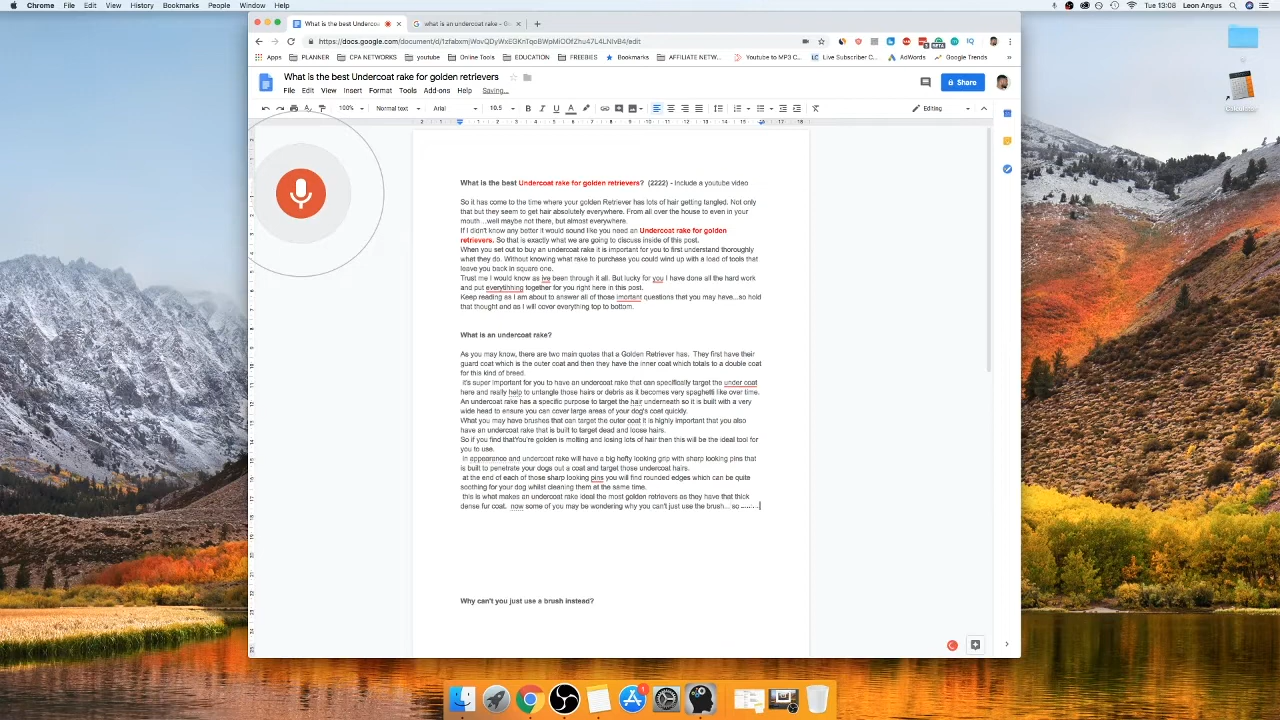 Chrome File Edit View History Bookmarks People Window Help Tue 13:08 Leon Angus
What is the best Undercoa what is an undercoat rake - Go
https://docs.google.com/document/d/1zfabxmjWovQDyWxEGKnTqoBWpMiOOfZhu47L4LNIvB4/edit
Apps PLANKER CPA NETWORKS youtube Online Tools EDUCATION FREEBIES Bookmarks AFFILIATE NETW... Youtube to MP3 C... Live Subscriber C... AdWords Google Trends
What is the best Undercoat rake for golden retrievers
File Edit View Insert Format Tools Add-ons Help Saving... Share
100% Normal text Arial 10.5 Editing
What is the best Undercoat rake for golden retrievers? (2222) - Include a youtube video
So it has come to the time where your golden Retriever has lots of hair getting tangled. Not only
that but they seem to get hair absolutely everywhere. From all over the house to even in your
mouth ...well maybe not there, but almost everywhere.
If I didn't know any better it would sound like you need an Undercoat rake for golden
retrievers. So that is exactly what we are going to discuss inside of this post.
When you set out to buy an undercoat rake it is important for you to first understand thoroughly
what they do. Without knowing what rake to purchase you could wind up with a load of tools that
leave you back in square one.
Trust me I would know as ive been through it all. But lucky for you I have done all the hard work
and put everytihhing together for you right here in this post.
Keep reading as I am about to answer all of those imortant questions that you may have...so hold
that thought and as I will cover everything top to bottom.
What is an undercoat rake?
As you may know, there are two main quotas that a Golden Retriever has. They first have their
guard coat which is the outer coat and then they have the inner coat which totals to a double coat
for this kind of breed.
it's super important for you to have an undercoat rake that can specifically target the under coat
here and really help to untangle those hairs or debris as it becomes very spaghetti like over time.
An undercoat rake has a specific purpose to target the hair underneath so it is built with a very
wide head to ensure you can cover large areas of your dog's coat quickly.
What you may have brushes that can target the outer coat it is highly important that you also
have an undercoat rake that is built to target dead and loose hairs.
So if you find thatYou're golden is molting and losing lots of hair then this will be the ideal tool for
you to use.
In appearance and undercoat rake will have a big hefty looking grip with sharp looking pins that
is built to penetrate your dogs out a coat and target those undercoat hairs.
at the end of each of those sharp looking pins you will find rounded edges which can be quite
soothing for your dog whilst cleaning them at the same time.
this is what makes an undercoat rake ideal the most golden retrievers as they have that thick
dense fur coat. now some of you may be wondering why you can't just use the brush... so ........
Why can't you just use a brush instead?